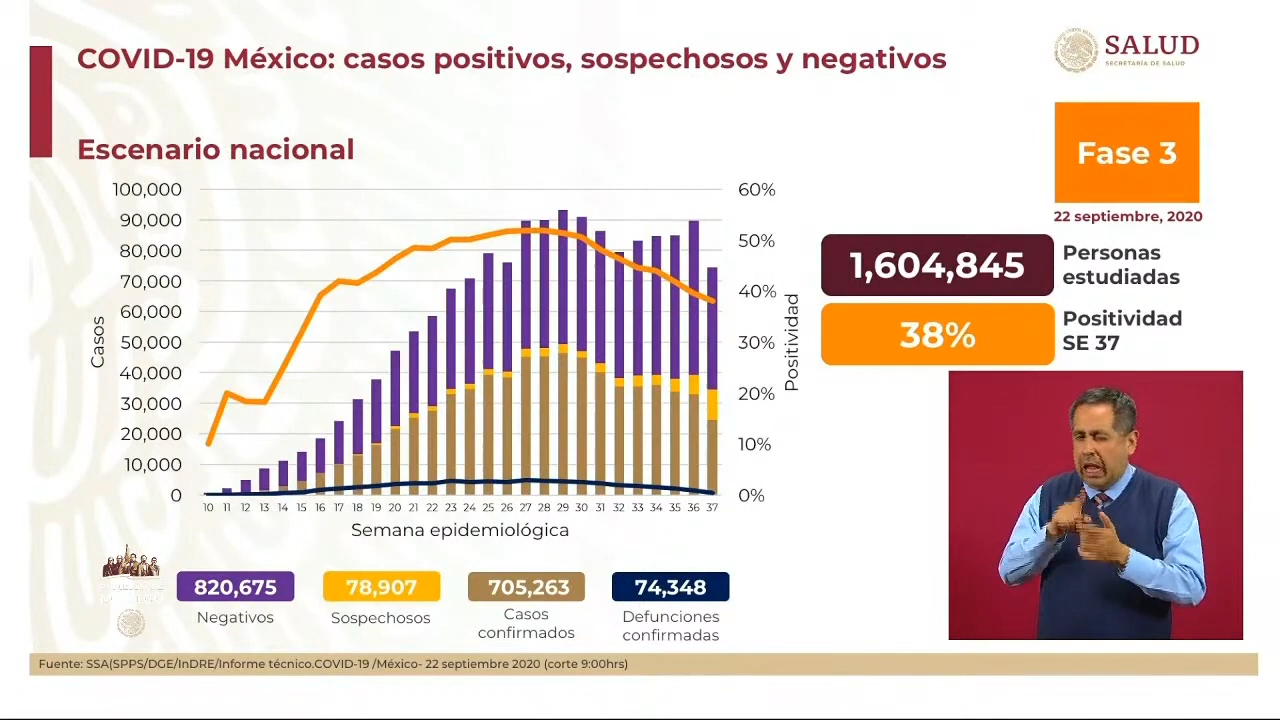 COVID-19 México: casos positivos, sospechosos y negativos
SALUD
SECRETARÍA DE SALUD
Escenario nacional
Fase 3
22 septiembre, 2020
1,604,845
Personas
estudiadas
38%
Positividad
SE 37
Casos
100,000
90,000
80,000
70,000
60,000
50,000
40,000
30,000
20,000
10,000
0
60%
50%
40%
30%
20%
10%
0%
Positividad
10 11 12 13 14 15 16 17 18 19 20 21 22 23 24 25 26 27 28 29 30 31 32 33 34 35 36 37
Semana epidemiológica
820,675
Negativos
78,907
Sospechosos
705,263
Casos
confirmados
74,348
Defunciones
confirmadas
Fuente: SSA(SPPS/DGE/InDRE/Informe técnico.COVID-19 /México- 22 septiembre 2020 (corte 9:00hrs)